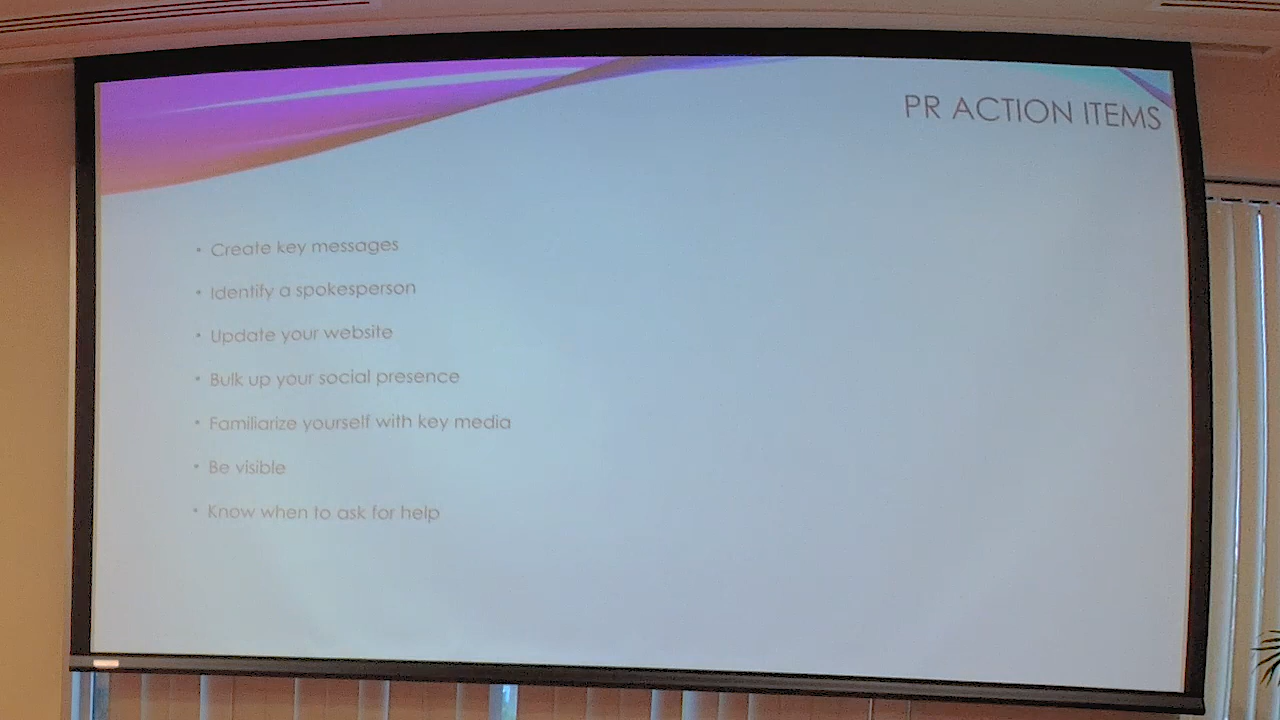 PR ACTION ITEMS
• Create key messages
• Identify a spokesperson
• Update your website
• Bulk up your social presence
• Familiarize yourself with key media
• Be visible
• Know when to ask for help